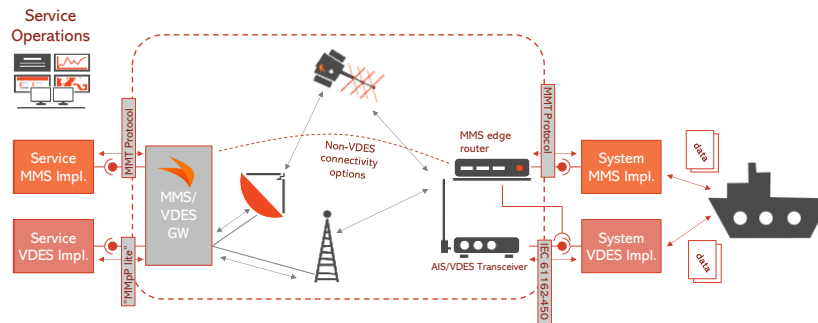 Service
Operations
MMT Protocol
Service
MMS Impl.
MMS/
VDES
GW
Service
VDES Impl.
"MMpP lite"
Non-VDES
connectivity
options
MMS edge
router
AIS/VDES Transceiver
MMT Protocol
System
MMS Impl.
IEC 61162-450
System
VDES Impl.
data
data